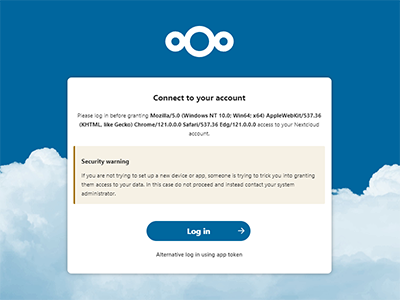 Connect to your account
Please log in before granting Mozilla/5.0 (Windows NT 10.0; Win64; x64) AppleWebKit/537.36
(KHTML, like Gecko) Chrome/121.0.0.0 Safari/537.36 Edg/121.0.0.0 access to your Nextcloud
account.
Security warning
If you are not trying to set up a new device or app, someone is trying to trick you into granting
them access to your data. In this case do not proceed and instead contact your system
administrator.
Log in
Alternative log in using app token